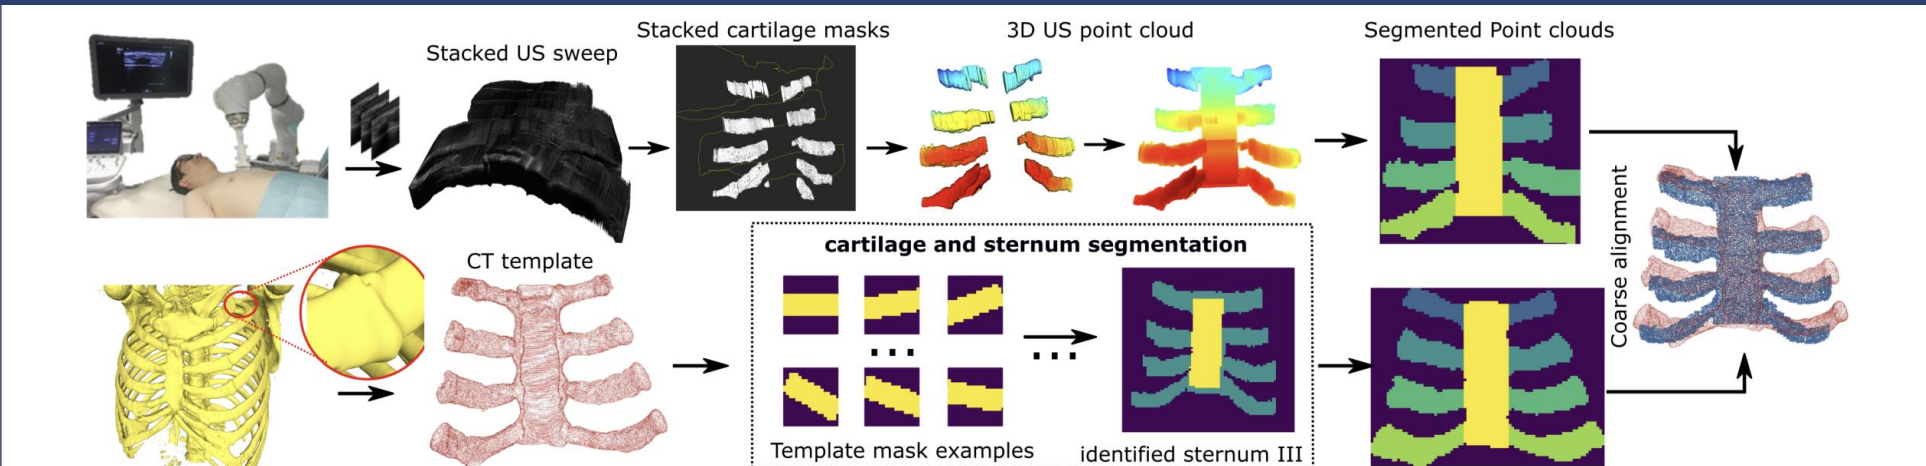 Stacked US sweep
Stacked cartilage masks
3D US point cloud
Segmented Point clouds
CT template
cartilage and sternum segmentation
Template mask examples
identified sternum III
Coarse alignment